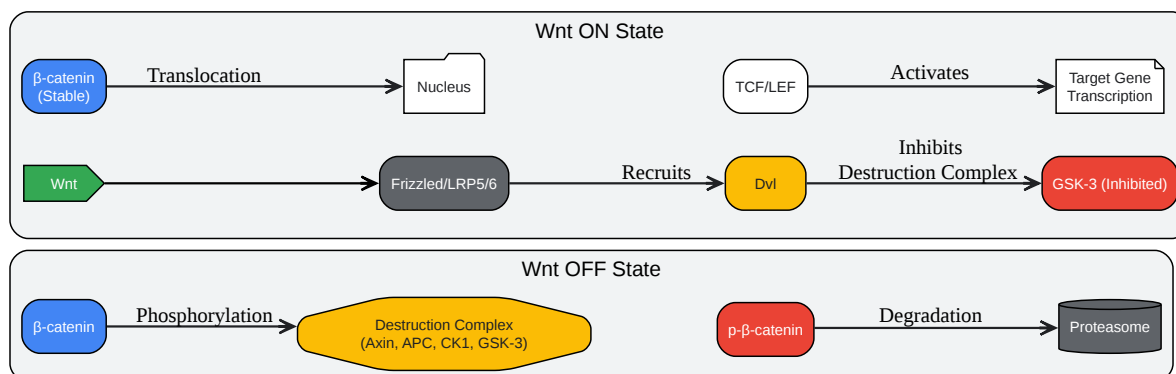 Wnt ON State
β-catenin
(Stable)
Translocation
Nucleus
TCF/LEF
Activates
Target Gene
Transcription
Wnt
Frizzled/LRP5/6
Recruits
Dvl
Inhibits
Destruction Complex
GSK-3 (Inhibited)
Wnt OFF State
β-catenin
Phosphorylation
Destruction Complex
(Axin, APC, CK1, GSK-3)
p-β-catenin
Degradation
Proteasome